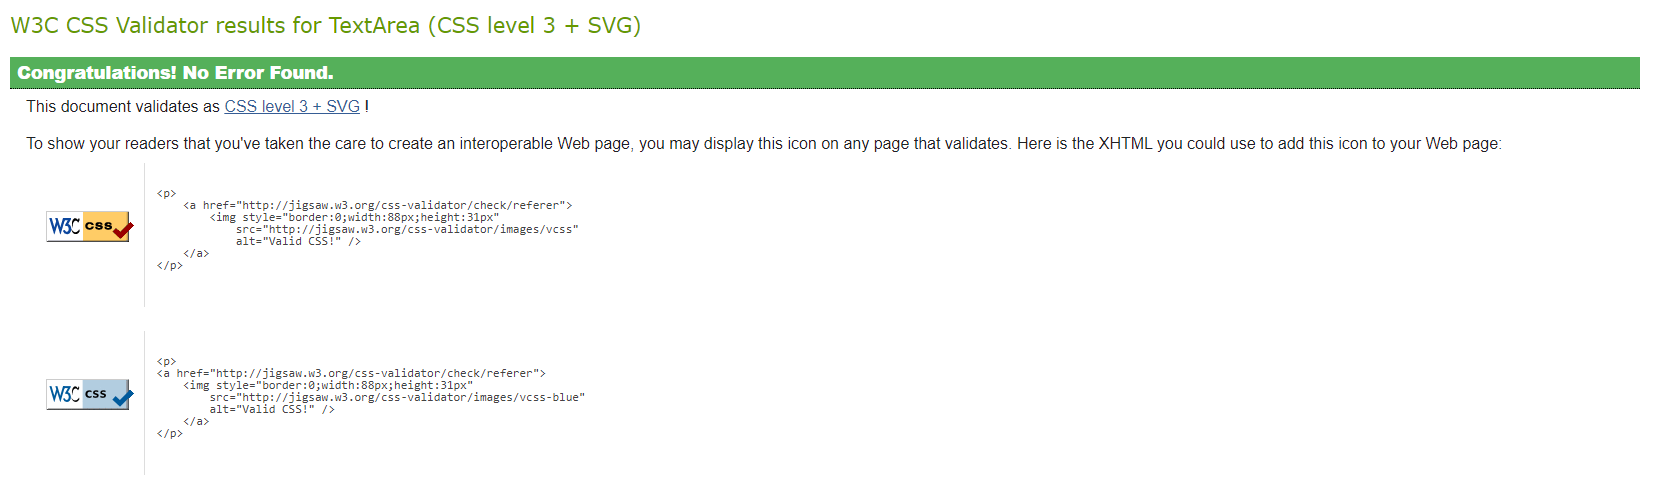 W3C CSS Validator results for TextArea (CSS level 3 + SVG)
Congratulations! No Error Found.
This document validates as CSS level 3 + SVG !
To show your readers that you've taken the care to create an interoperable Web page, you may display this icon on any page that validates. Here is the XHTML you could use to add this icon to your Web page:
W3C css
<p>
    <a href="http://jigsaw.w3.org/css-validator/check/referer">
        <img style="border:0;width:88px;height:31px"
            src="http://jigsaw.w3.org/css-validator/images/vcss"
            alt="Valid CSS!" />
    </a>
</p>
W3C css
<p>
<a href="http://jigsaw.w3.org/css-validator/check/referer">
    <img style="border:0;width:88px;height:31px"
        src="http://jigsaw.w3.org/css-validator/images/vcss-blue"
        alt="Valid CSS!" />
    </a>
</p>